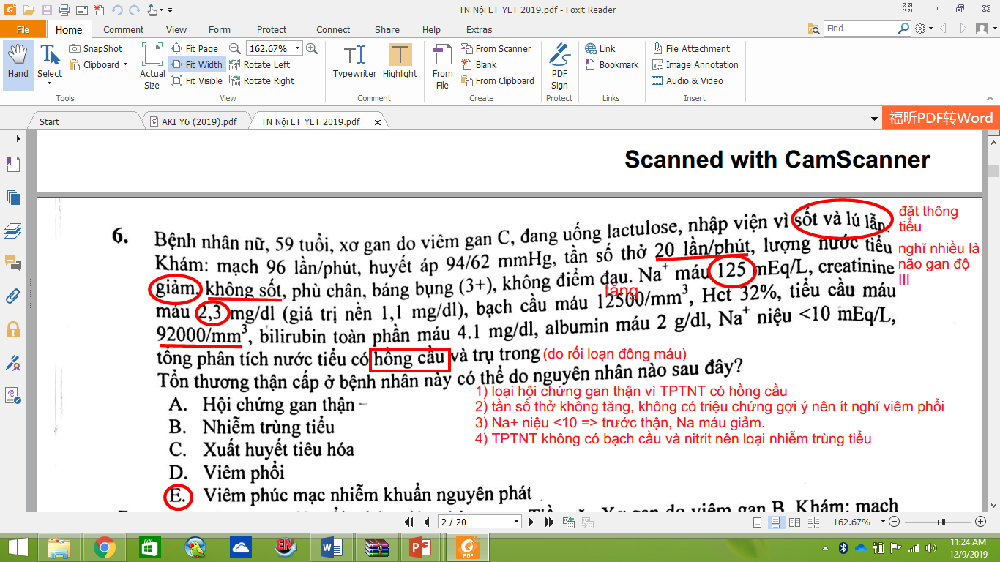 TN Nội LT YLT 2019.pdf - Foxit Reader
File Home Comment View Form Protect Connect Share Help Extras Find
Hand Select SnapShot Clipboard Actual Size Fit Page Fit Width Fit Visible 162.67% Rotate Left Rotate Right Typewriter Highlight From File From Scanner Blank From Clipboard PDF Sign Link Bookmark File Attachment Image Annotation Audio & Video
Tools View Comment Create Protect Links Insert
Start AKI Y6 (2019).pdf TN Nội LT YLT 2019.pdf 福昕PDF转Word
Scanned with CamScanner
6. Bệnh nhân nữ, 59 tuổi, xơ gan do viêm gan C, đang uống lactulose, nhập viện vì sốt và lú lẫn.
đặt thông
tiểu
Khám: mạch 96 lần/phút, huyết áp 94/62 mmHg, tần số thở 20 lần/phút, lượng nước tiểu
nghĩ nhiều là
não gan độ
III
giảm, không sốt, phù chân, báng bụng (3+), không điểm đau. Na+ máu 125 mEq/L, creatinine
tăng
máu 2,3 mg/dl (giá trị nền 1,1 mg/dl), bạch cầu máu 12500/mm3, Hct 32%, tiểu cầu máu
92000/mm3, bilirubin toàn phần máu 4.1 mg/dl, albumin máu 2 g/dl, Na+ niệu <10 mEq/L,
tổng phân tích nước tiểu có hồng cầu và trụ trong (do rối loạn đông máu)
Tổn thương thận cấp ở bệnh nhân này có thể do nguyên nhân nào sau đây?
A. Hội chứng gan thận
B. Nhiễm trùng tiểu
C. Xuất huyết tiêu hóa
D. Viêm phổi
E. Viêm phúc mạc nhiễm khuẩn nguyên phát
1) loại hội chứng gan thận vì TPTNT có hồng cầu
2) tần số thở không tăng, không có triệu chứng gợi ý nên ít nghĩ viêm phổi
3) Na+ niệu <10 => trước thận, Na máu giảm.
4) TPTNT không có bạch cầu và nitrit nên loại nhiễm trùng tiểu
2 / 20 162.67%
11:24 AM
12/9/2019